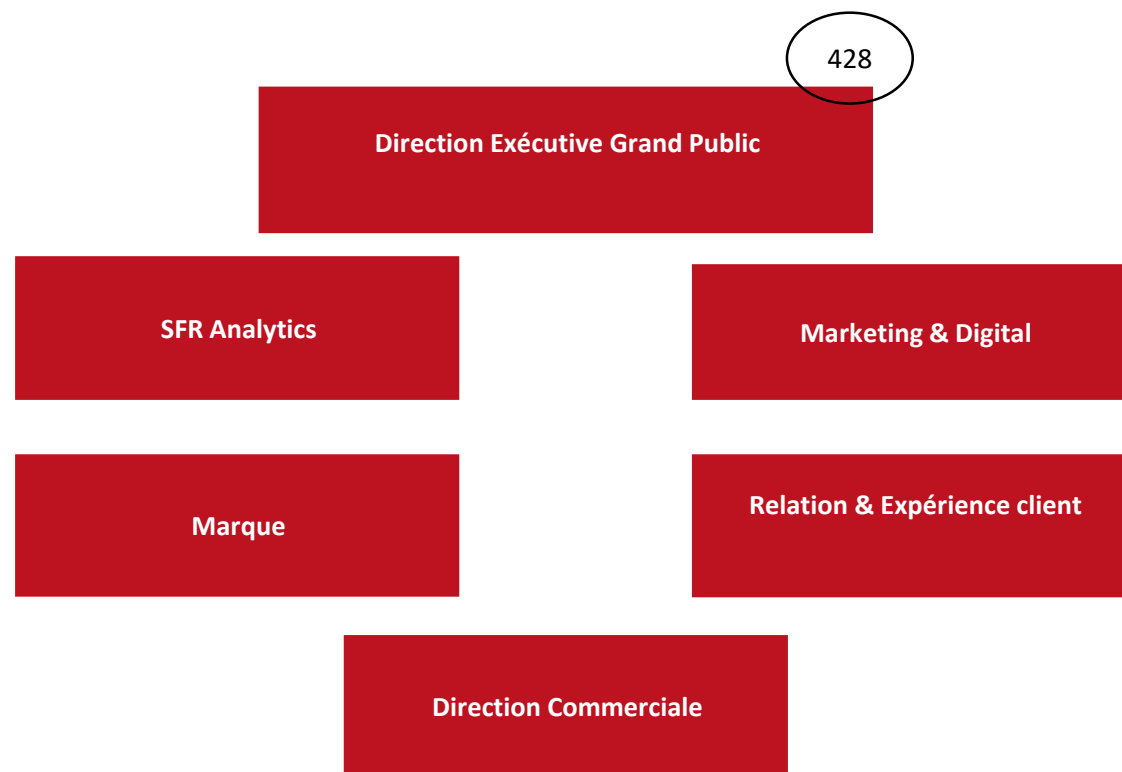 428
Direction Exécutive Grand Public
SFR Analytics
Marketing & Digital
Marque
Relation & Expérience client
Direction Commerciale